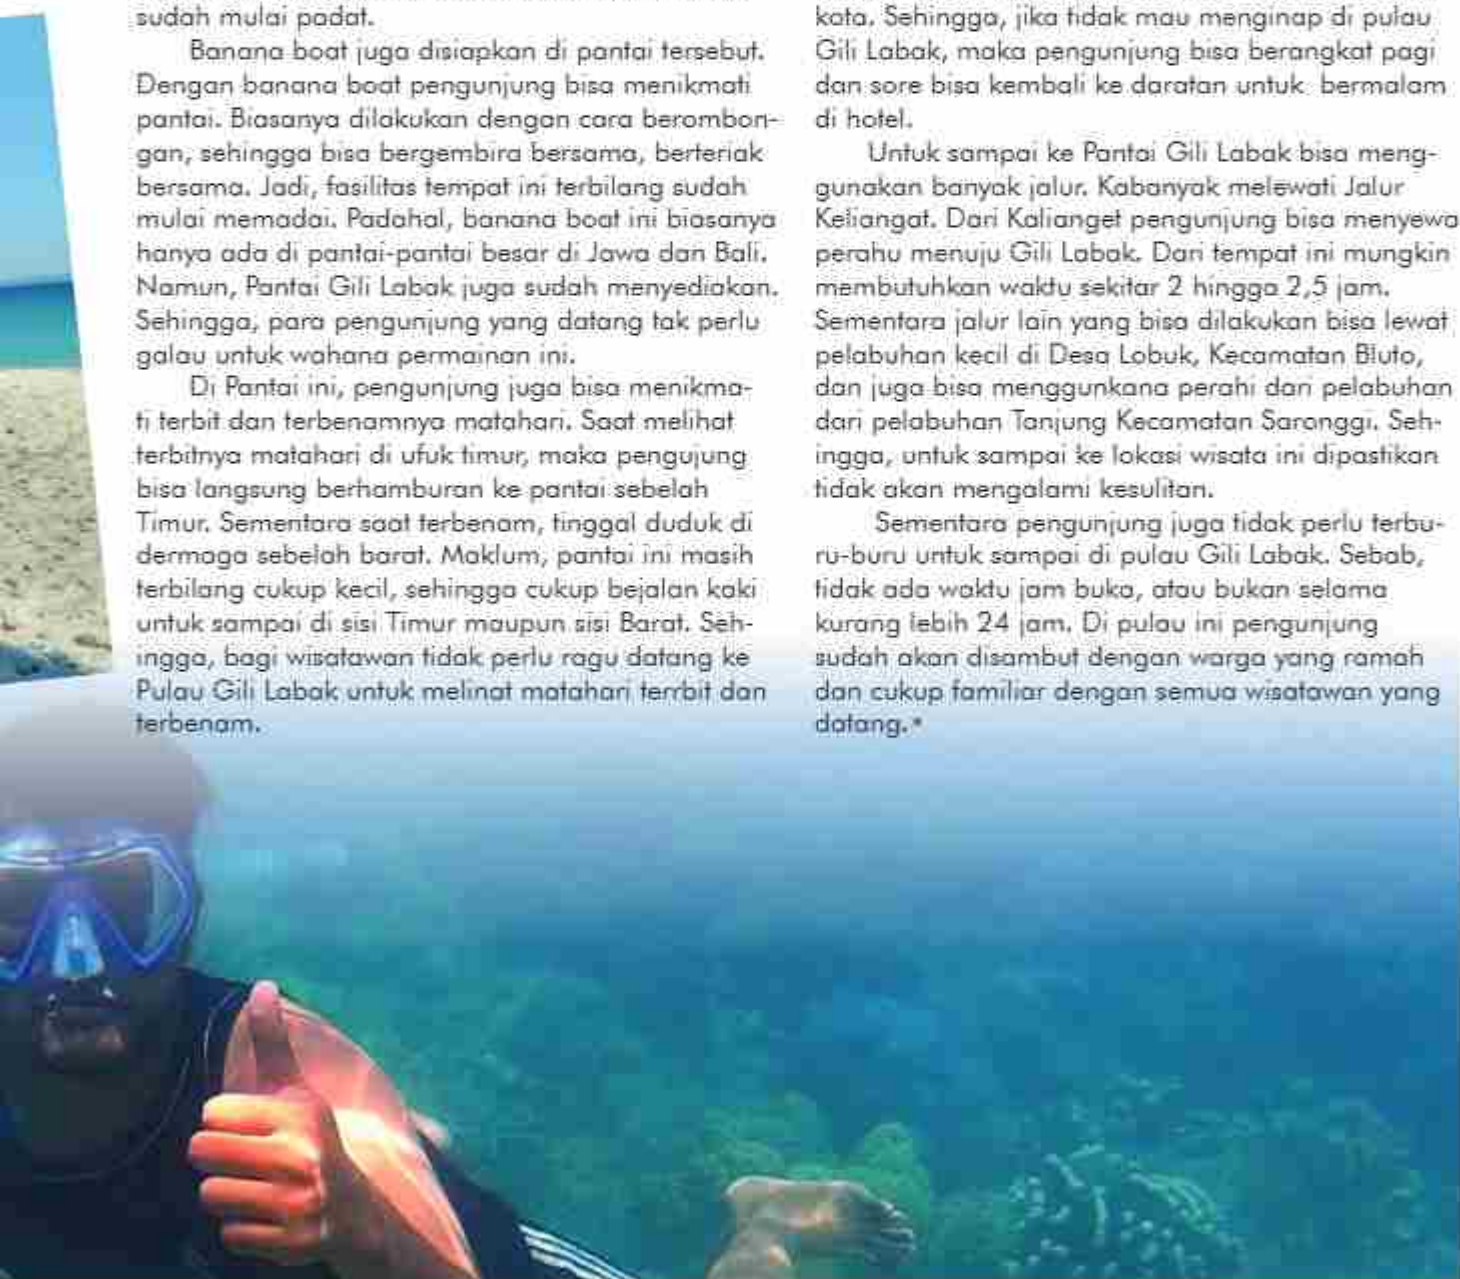 sudah mulai padat.
Banana boat juga disiapkan di pantai tersebut.
Dengan banana boat pengunjung bisa menikmati
pantai. Biasanya dilakukan dengan cara berombon-
gan, sehingga bisa bergembira bersama, berteriak
bersama. Jadi, fasilitas tempat ini terbilang sudah
mulai memadai. Padahal, banana boat ini biasanya
hanya ada di pantai-pantai besar di Jawa dan Bali.
Namun, Pantai Gili Labak juga sudah menyediakan.
Sehingga, para pengunjung yang datang tak perlu
galau untuk wahana permainan ini.
Di Pantai ini, pengunjung juga bisa menikma-
ti terbit dan terbenamnya matahari. Saat melihat
terbitnya matahari di ufuk timur, maka pengujung
bisa langsung berhamburan ke pantai sebelah
Timur. Sementara saat terbenam, tinggal duduk di
dermaga sebelah barat. Maklum, pantai ini masih
terbilang cukup kecil, sehingga cukup bejalan kaki
untuk sampai di sisi Timur maupun sisi Barat. Seh-
ingga, bagi wisatawan tidak perlu ragu datang ke
Pulau Gili Labak untuk melihat matahari terrbit dan
terbenam.
kota. Sehingga, jika tidak mau menginap di pulau
Gili Labak, maka pengunjung bisa berangkat pagi
dan sore bisa kembali ke daratan untuk bermalam
di hotel.
Untuk sampai ke Pantai Gili Labak bisa meng-
gunakan banyak jalur. Kabanyak melewati Jalur
Keliangat. Dari Kalianget pengunjung bisa menyewa
perahu menuju Gili Labak. Dari tempat ini mungkin
membutuhkan waktu sekitar 2 hingga 2,5 jam.
Sementara jalur lain yang bisa dilakukan bisa lewat
pelabuhan kecil di Desa Lobuk, Kecamatan Bluto,
dan juga bisa menggunkana perahi dari pelabuhan
dari pelabuhan Tanjung Kecamatan Saronggi. Seh-
ingga, untuk sampai ke lokasi wisata ini dipastikan
tidak akan mengalami kesulitan.
Sementara pengunjung juga tidak perlu terbu-
ru-buru untuk sampai di pulau Gili Labak. Sebab,
tidak ada waktu jam buka, atau bukan selama
kurang lebih 24 jam. Di pulau ini pengunjung
sudah akan disambut dengan warga yang ramah
dan cukup familiar dengan semua wisatawan yang
datang.*